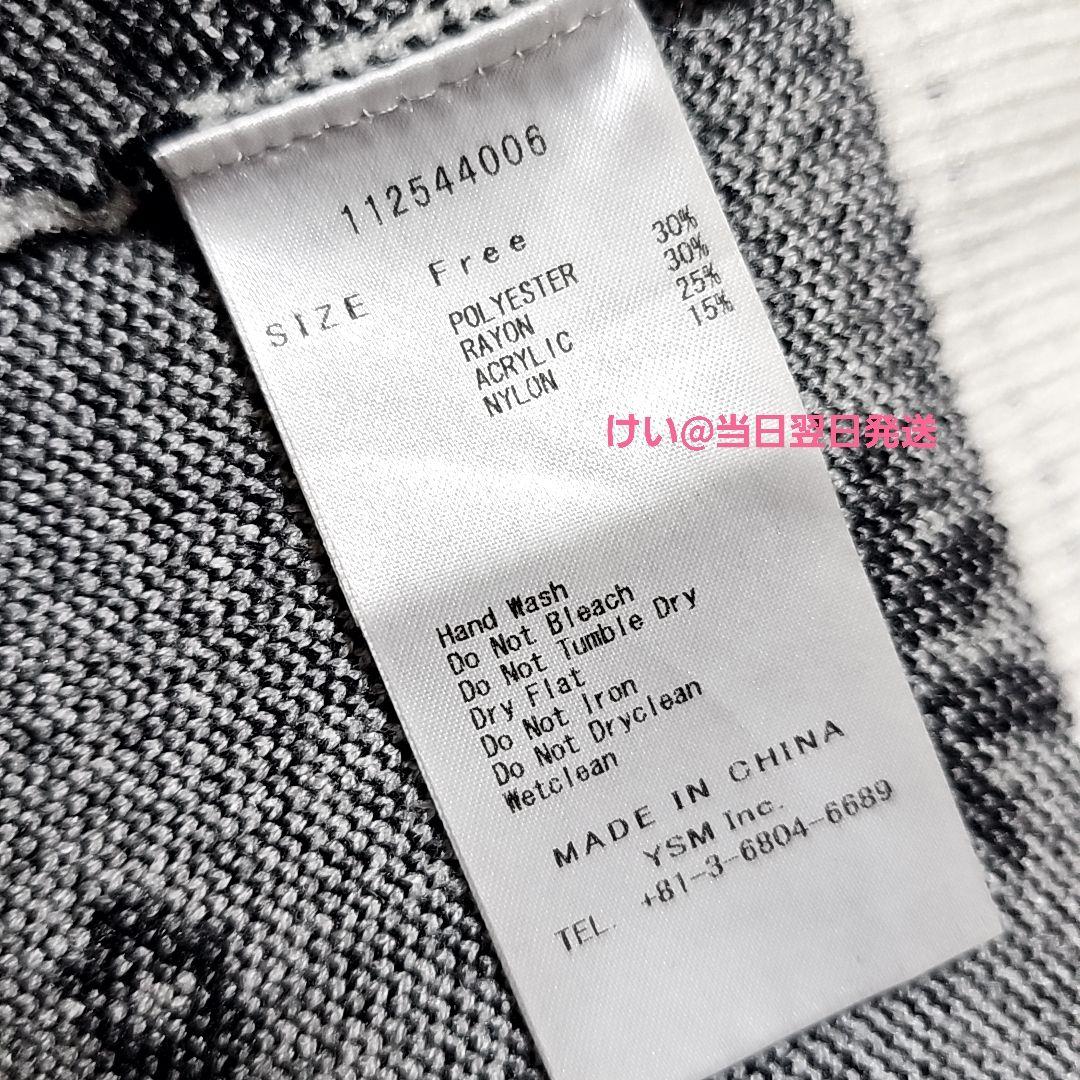 112544006
SIZE Free
POLYESTER 30%
RAYON 30%
ACRYLIC 25%
NYLON 15%
けい@当日翌日発送
Hand Wash
Do Not Bleach
Do Not Tumble Dry
Dry Flat
Do Not Iron
Do Not Dryclean
Wetclean
MADE IN CHINA
YSM Inc.
TEL. +81-3-6804-6689